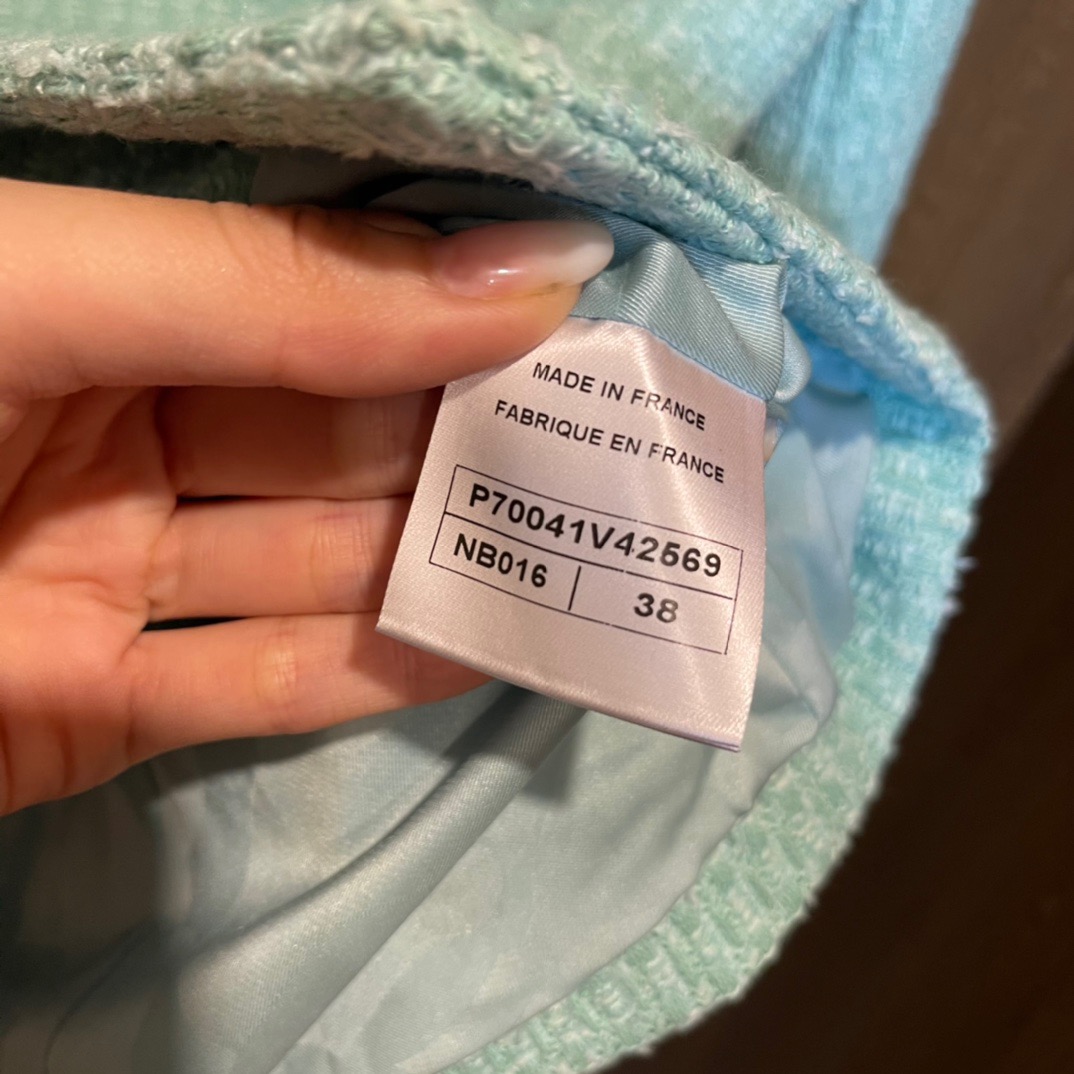 MADE IN FRANCE
FABRIQUE EN FRANCE
P70041V42569
NB016 | 38